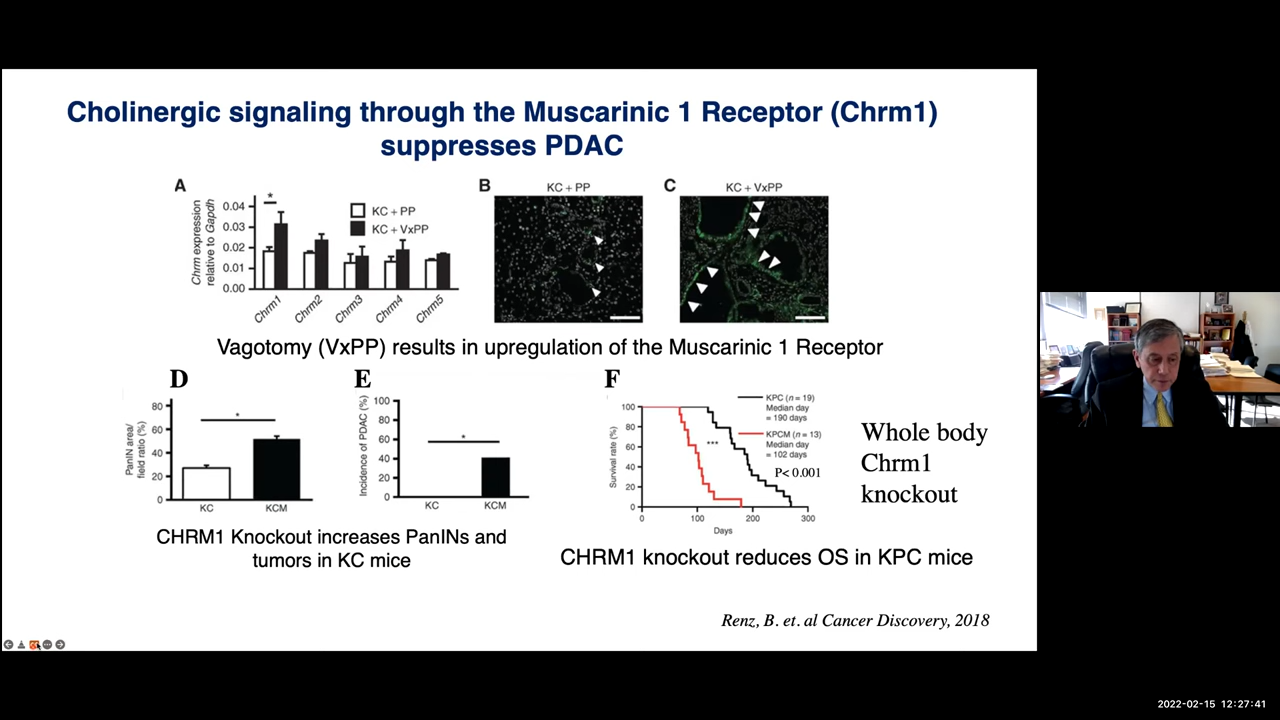 Cholinergic signaling through the Muscarinic 1 Receptor (Chrm1)
suppresses PDAC
A
Chrm expression
relative to Gapdh
0.04
0.03
0.02
0.01
0.00
*
KC + PP
KC + VxPP
Chrm1
Chrm2
Chrm3
Chrm4
Chrm5
B
KC + PP
C
KC + VxPP
Vagotomy (VxPP) results in upregulation of the Muscarinic 1 Receptor
D
PanIN area/
field ratio (%)
80
60
40
20
0
*
KC
KCM
E
Incidence of PDAC (%)
100
80
60
40
20
0
*
KC
KCM
CHRM1 Knockout increases PanINs and
tumors in KC mice
F
Survival rate (%)
100
80
60
40
20
0
***
KPC (n = 19)
Median day
= 190 days
KPCM (n = 13)
Median day
= 102 days
P< 0.001
0
100
200
300
Days
Whole body
Chrm1
knockout
CHRM1 knockout reduces OS in KPC mice
Renz, B. et. al Cancer Discovery, 2018
2022-02-15 12:27:41